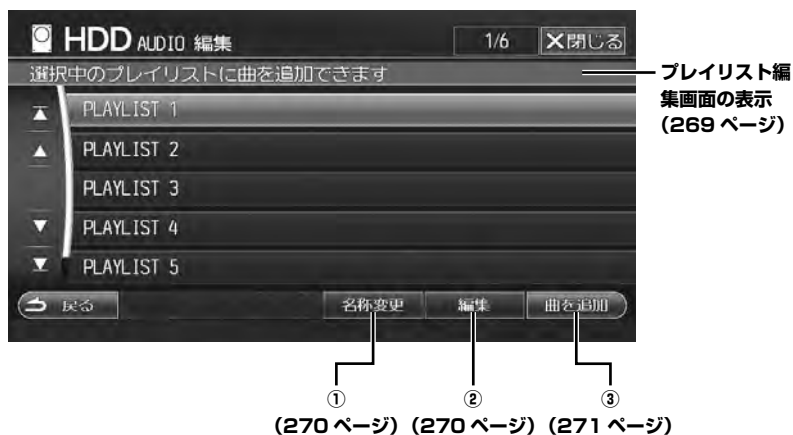 HDD AUDIO 編集 1/6 ×閉じる
選択中のプレイリストに曲を追加できます
プレイリスト編
集画面の表示
(269 ページ)
PLAYLIST 1
PLAYLIST 2
PLAYLIST 3
PLAYLIST 4
PLAYLIST 5
戻る 名称変更 編集 曲を追加
① ② ③
(270 ページ) (270 ページ) (271 ページ)